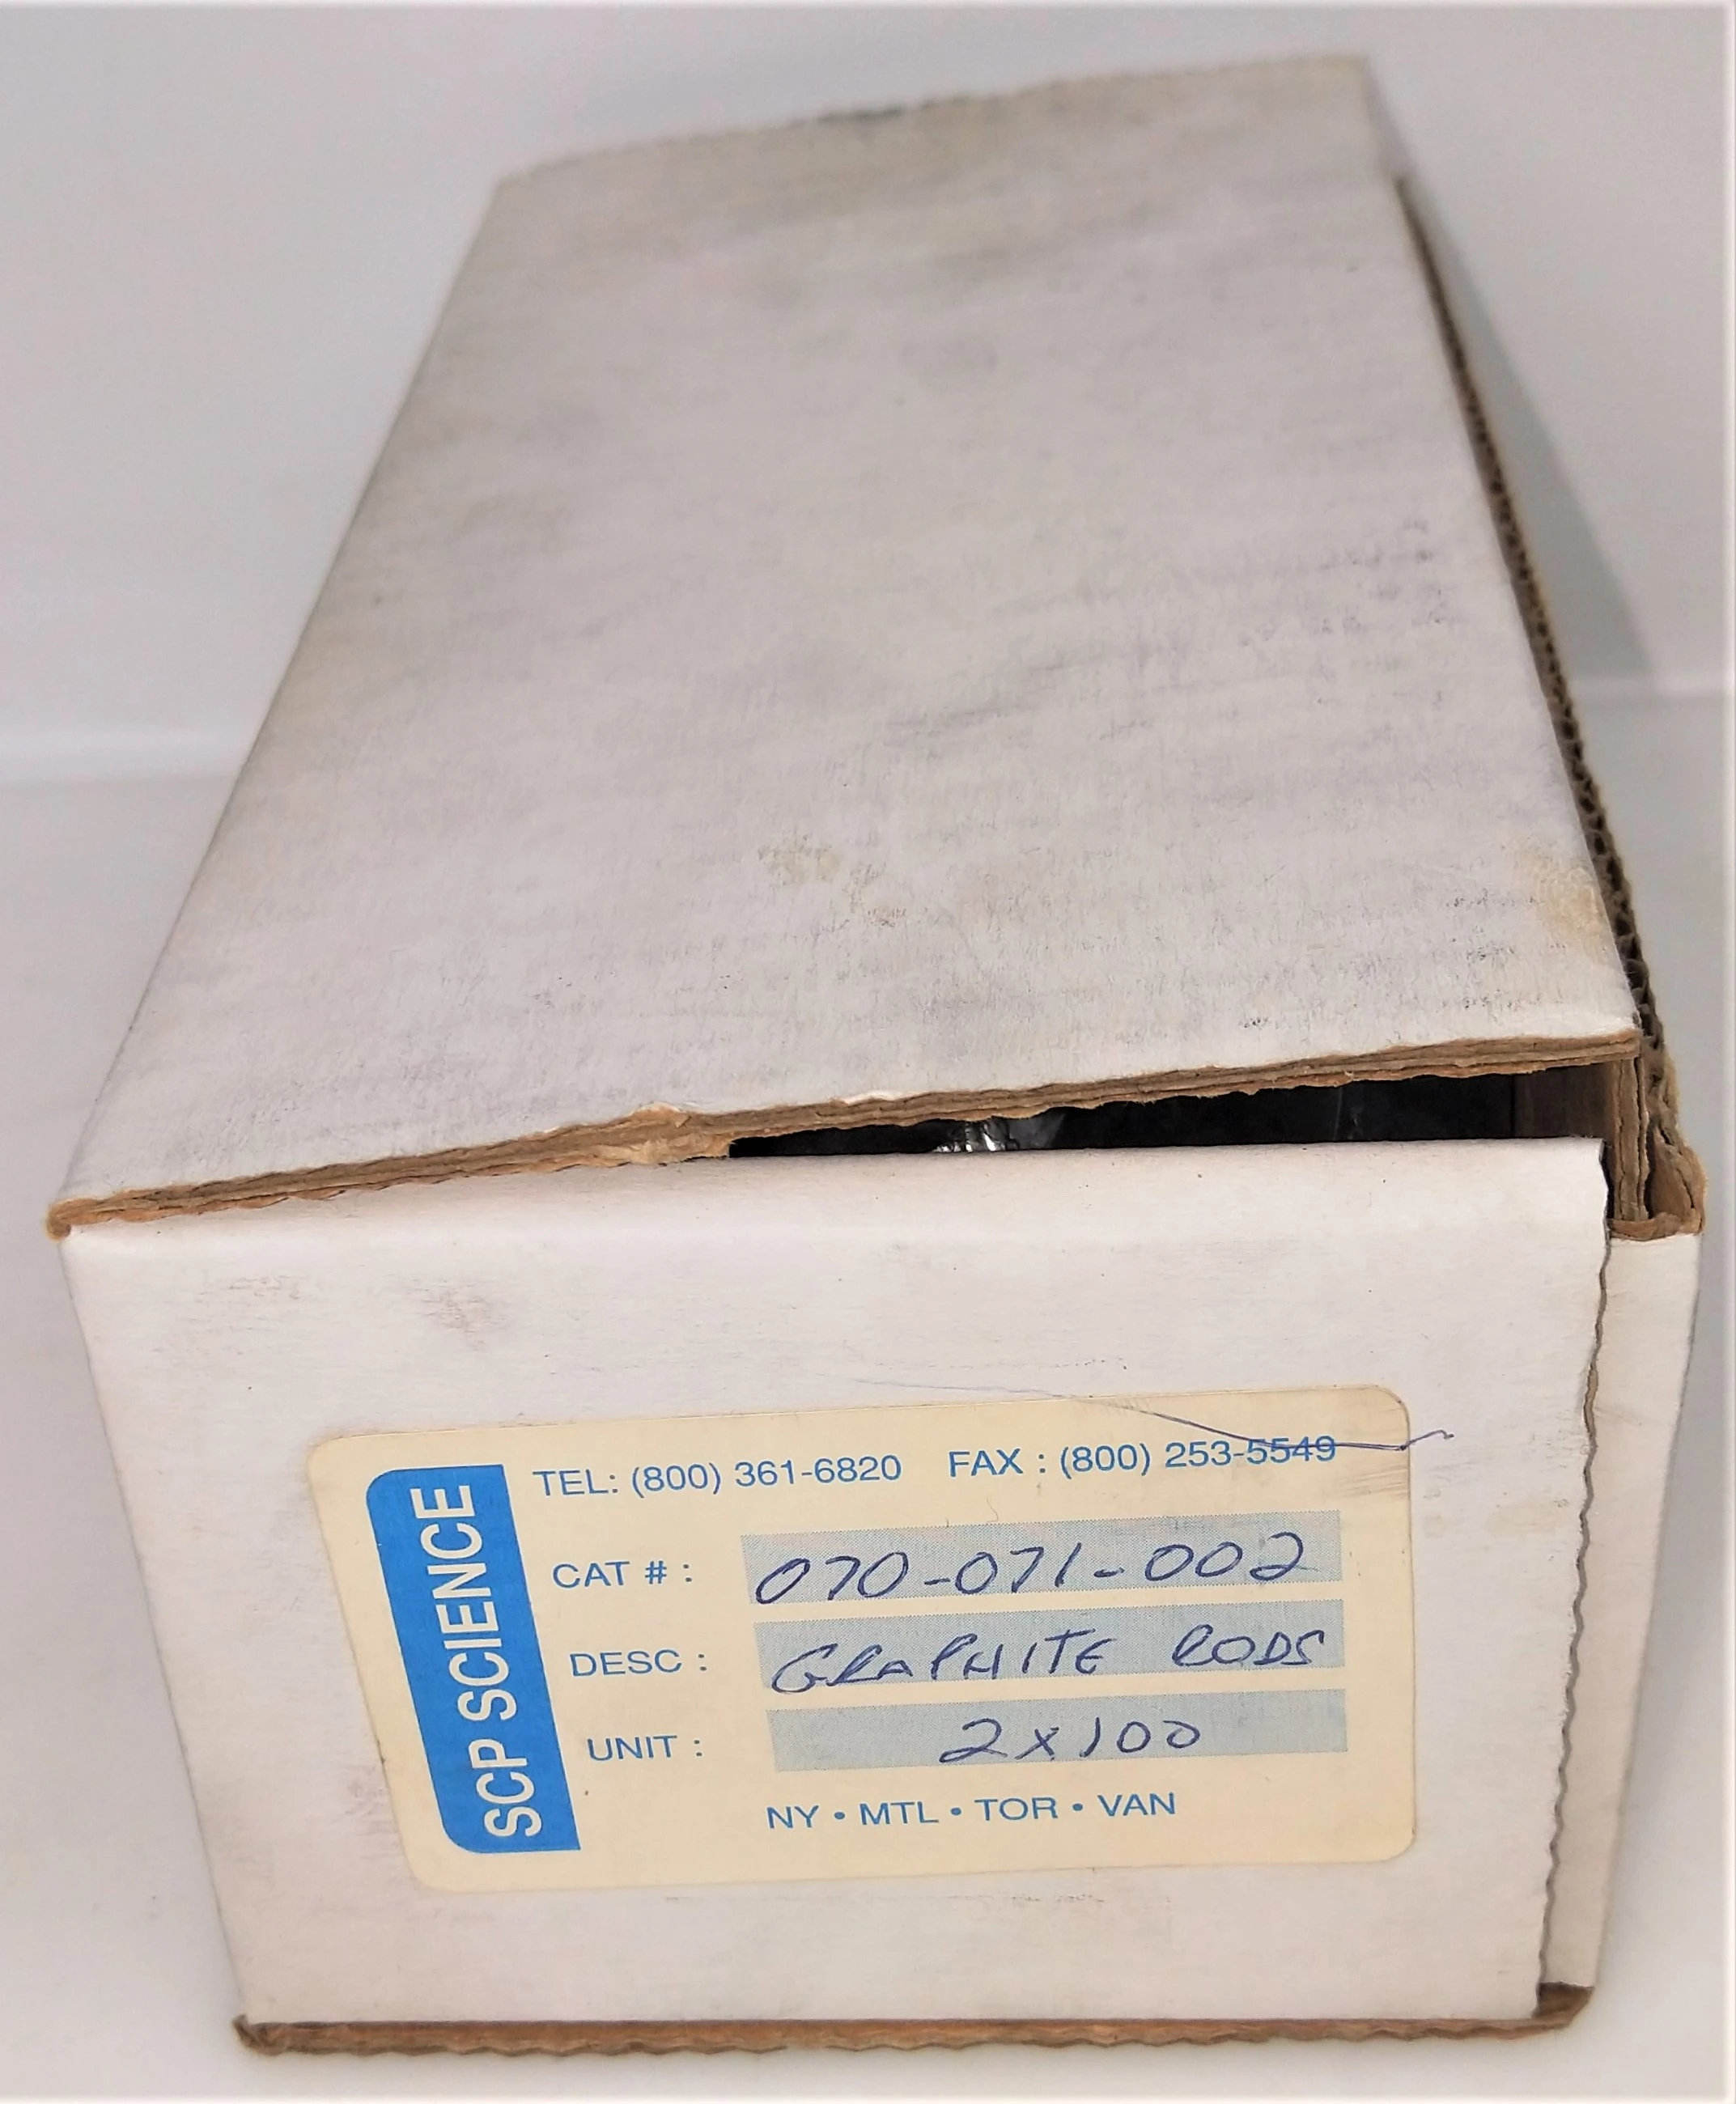 SCP SCIENCE
TEL: (800) 361-6820 FAX : (800) 253-5549
CAT # : 070-071-002
DESC : GRAPHITE RODS
UNIT : 2x100
NY • MTL • TOR • VAN